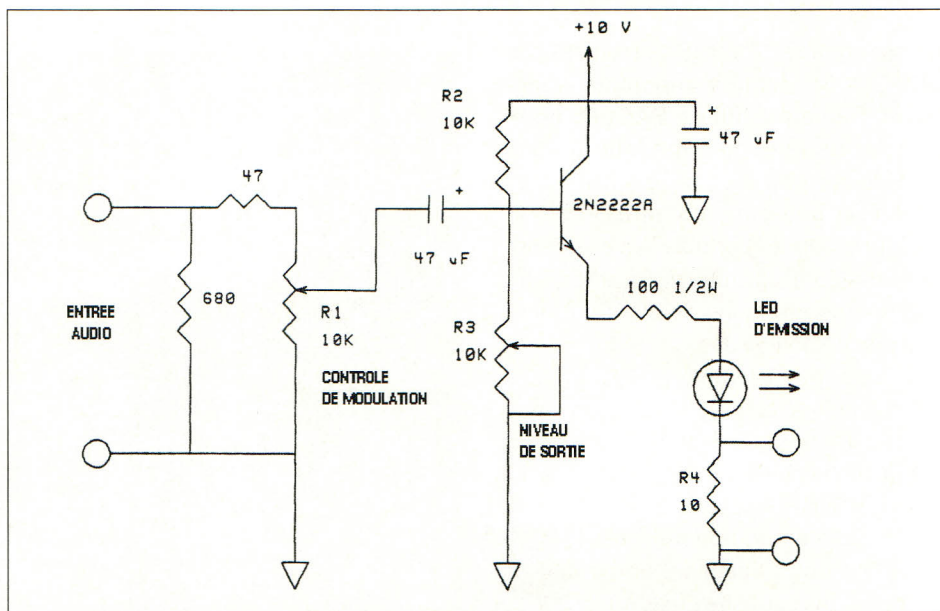 +10 V
R2
10K
+
47 uF
47
+
2N2222A
47 uF
680
ENTREE
AUDIO
R1
10K
CONTROLE
DE MODULATION
R3
10K
NIVEAU
DE SORTIE
100 1/2W
LED
D'EMISSION
R4
10